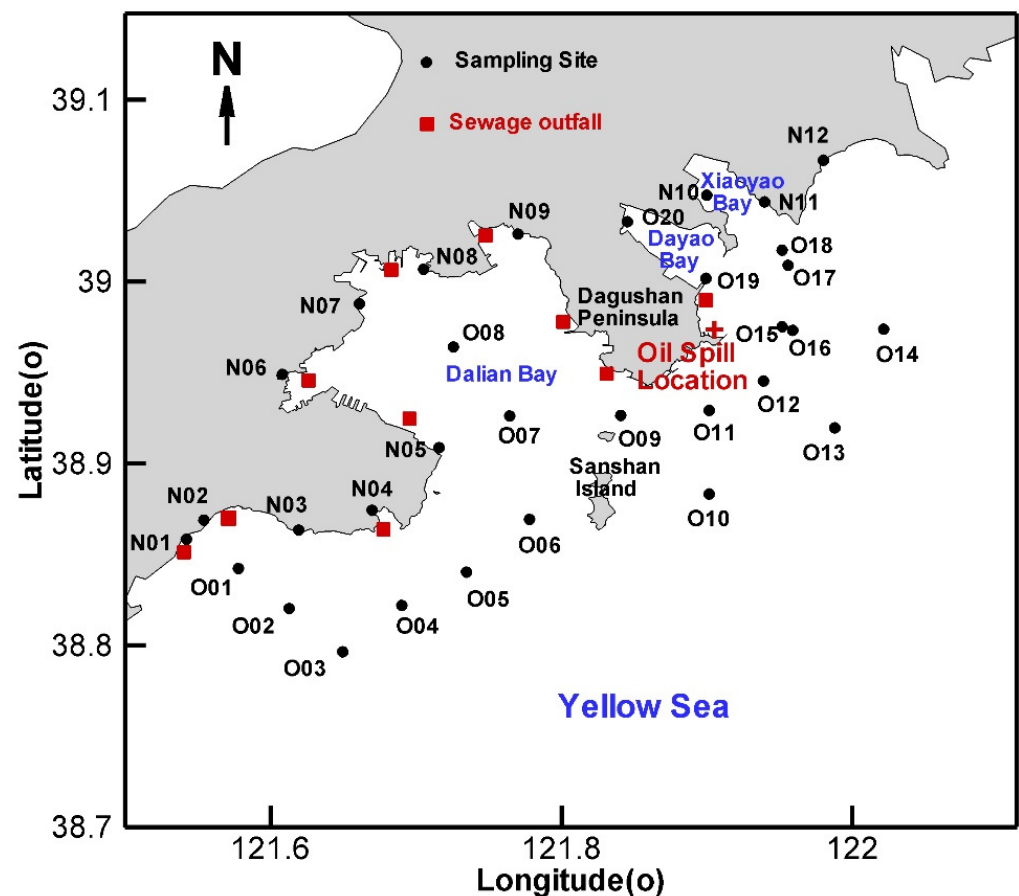 N
Sampling Site
Sewage outfall
39.1
39
38.9
38.8
38.7
Latitude(o)
121.6
121.8
122
Longitude(o)
N12
Xiaoyao
Bay
N10
N11
O20
Dayao
Bay
O18
O17
O19
N09
N08
N07
Dagushan
Peninsula
O15
O16
O14
O08
Oil Spill
Location
Dalian Bay
N06
O12
O07
O09
O11
O13
N05
Sanshan
Island
N02
N03
N04
O10
N01
O06
O01
O05
O02
O04
O03
Yellow Sea